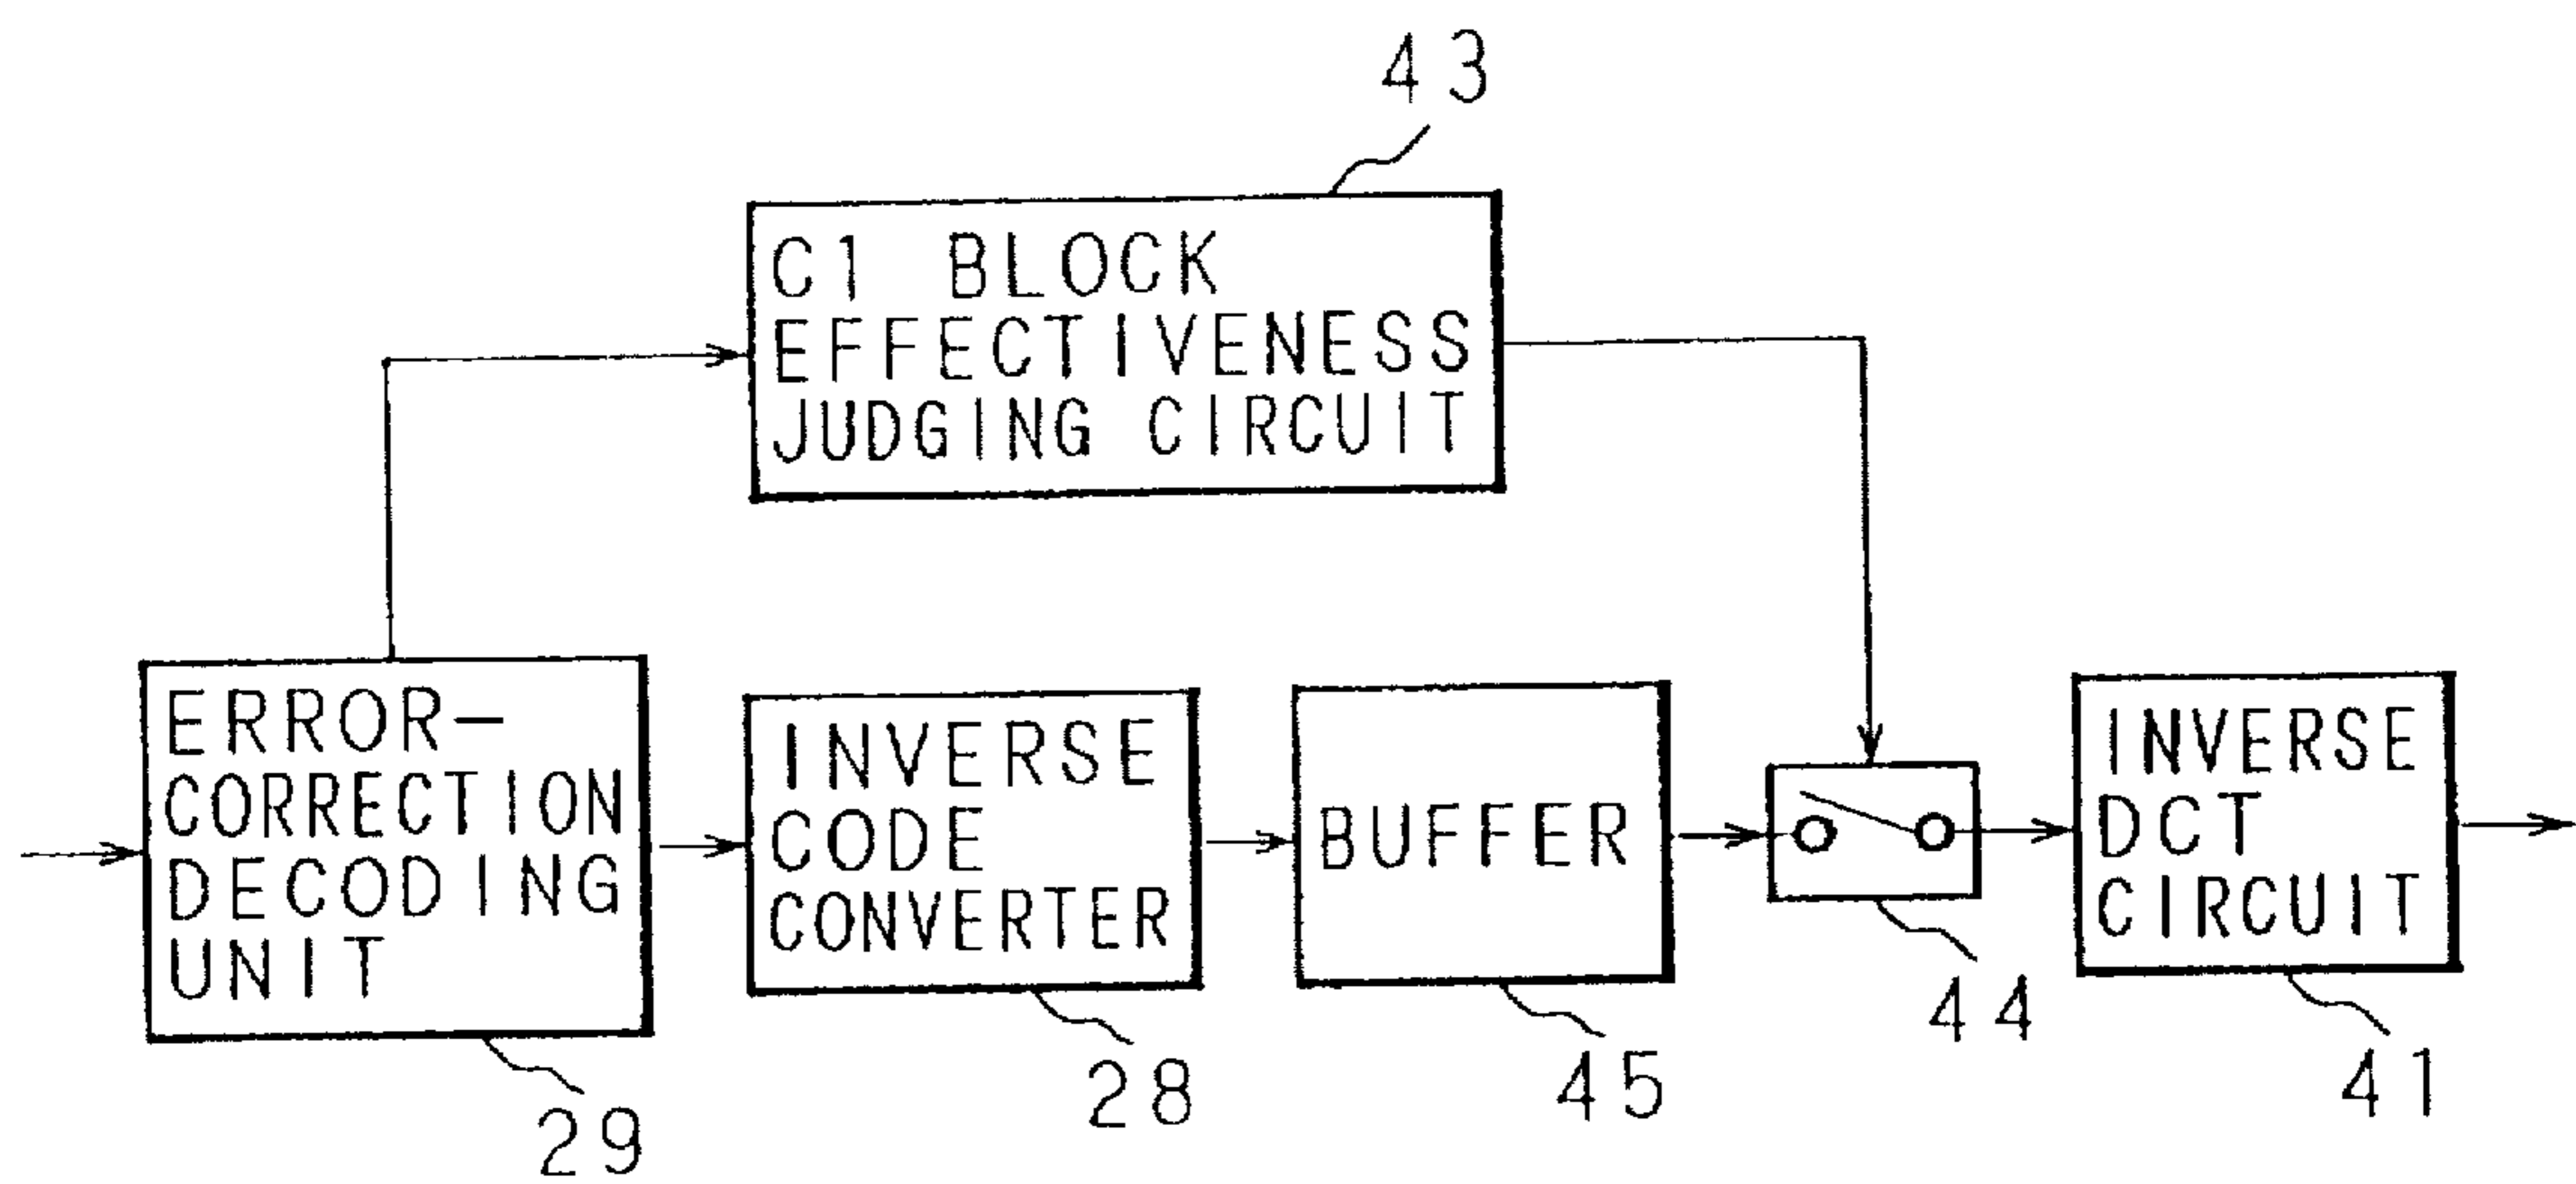 43
C1 BLOCK
EFFECTIVENESS
JUDGING CIRCUIT
ERROR-
CORRECTION
DECODING
UNIT
29
INVERSE
CODE
CONVERTER
28
BUFFER
45
44
INVERSE
DCT
CIRCUIT
41